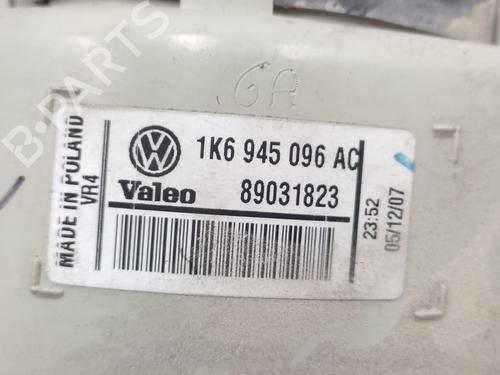 GA
1K6 945 096 AC
Valeo
89031823
MADE IN POLAND
VR4
23:52
05/12/07
B-PARTS